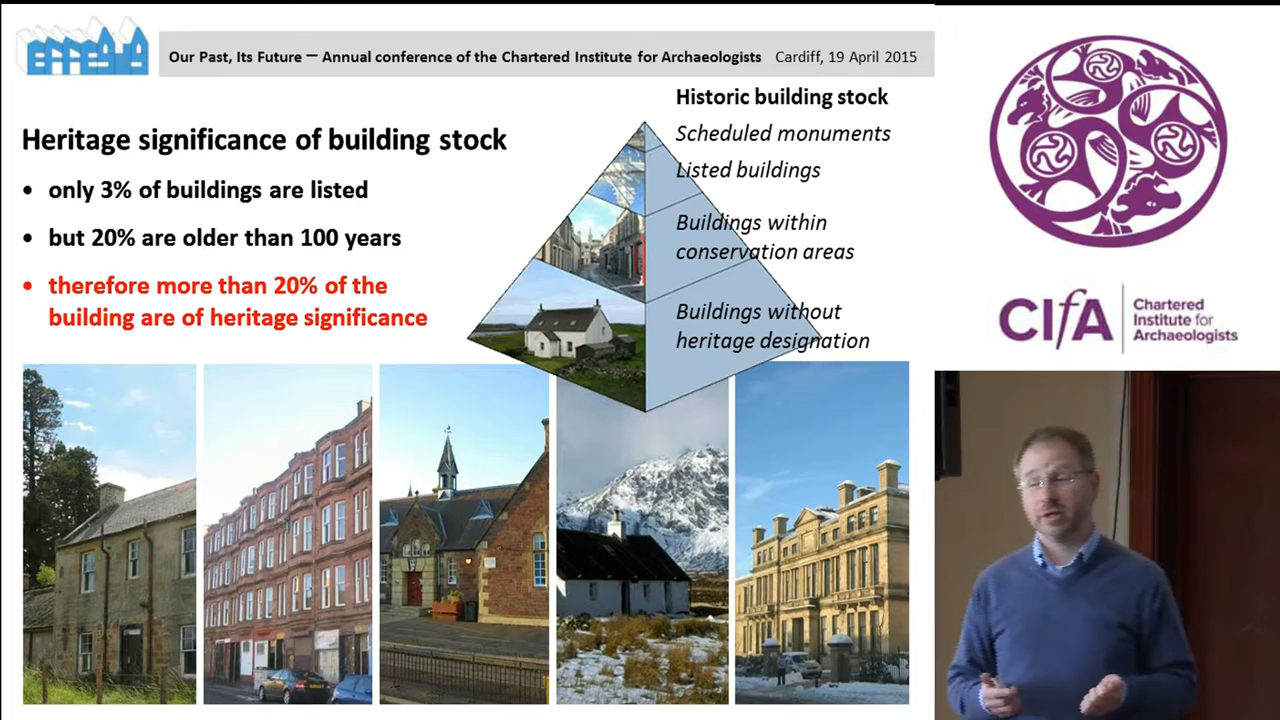 EFFESUS
Our Past, Its Future — Annual conference of the Chartered Institute for Archaeologists Cardiff, 19 April 2015
Heritage significance of building stock
• only 3% of buildings are listed
• but 20% are older than 100 years
• therefore more than 20% of the
building are of heritage significance
Historic building stock
Scheduled monuments
Listed buildings
Buildings within
conservation areas
Buildings without
heritage designation
CIfA
Chartered
Institute for
Archaeologists